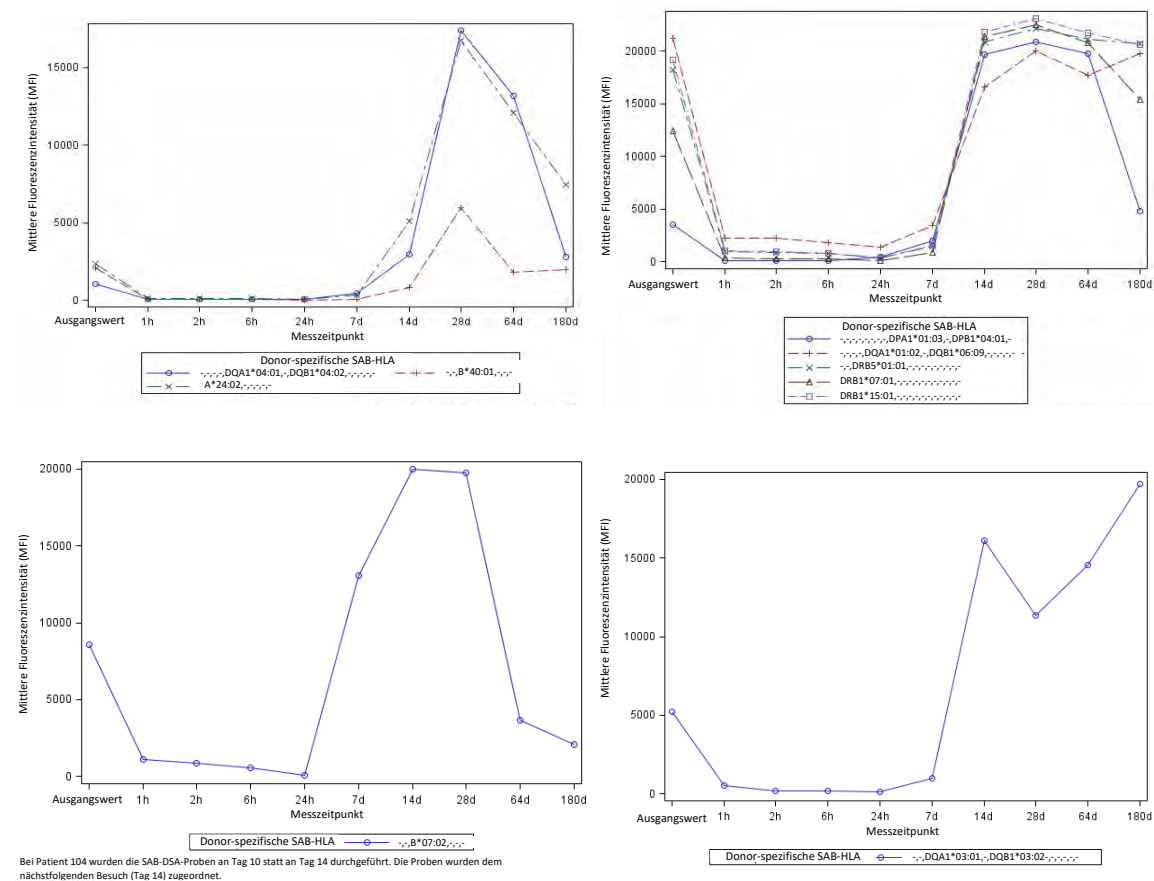 15000
10000
5000
0
Mittlere Fluoreszenzintensität (MFI)
Ausgangswert 1h 2h 6h 24h 7d 14d 28d 64d 180d
Messzeitpunkt
Donor-spezifische SAB-HLA
-,-,-,-,DQA1*04:01,-,DQB1*04:02,-,-,-,-,-
-,-,B*40:01,-,-,-
A*24:02,-,-,-,-,-
20000
15000
10000
5000
0
Mittlere Fluoreszenzintensität (MFI)
Ausgangswert 1h 2h 6h 24h 7d 14d 28d 64d 180d
Messzeitpunkt
Donor-spezifische SAB-HLA
-,-,-,-,-,-,-,-,DPA1*01:03,-,DPB1*04:01,-
-,-,-,-,DQA1*01:02,-,DQB1*06:09,-,-,-,-,-
-,-,DRB5*01:01,-,-,-,-,-,-,-,-,-
DRB1*07:01,-,-,-,-,-,-,-,-,-,-,-
DRB1*15:01,-,-,-,-,-,-,-,-,-,-,-
20000
15000
10000
5000
0
Mittlere Fluoreszenzintensität (MFI)
Ausgangswert 1h 2h 6h 24h 7d 14d 28d 64d 180d
Messzeitpunkt
Donor-spezifische SAB-HLA -,-,B*07:02,-,-,-
20000
15000
10000
5000
0
Mittlere Fluoreszenzintensität (MFI)
Ausgangswert 1h 2h 6h 24h 7d 14d 28d 64d 180d
Messzeitpunkt
Donor-spezifische SAB-HLA -,-,DQA1*03:01,-,DQB1*03:02-,-,-,-,-,-
Bei Patient 104 wurden die SAB-DSA-Proben an Tag 10 statt an Tag 14 durchgeführt. Die Proben wurden dem
nächstfolgenden Besuch (Tag 14) zugeordnet.